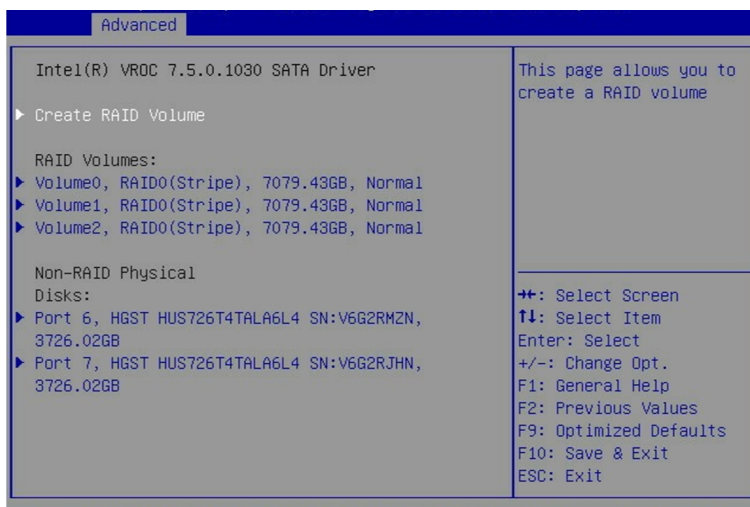 Advanced
Intel(R) VROC 7.5.0.1030 SATA Driver
Create RAID Volume
RAID Volumes:
Volume0, RAID0(Stripe), 7079.43GB, Normal
Volume1, RAID0(Stripe), 7079.43GB, Normal
Volume2, RAID0(Stripe), 7079.43GB, Normal
Non-RAID Physical
Disks:
Port 6, HGST HUS726T4TALA6L4 SN:V6G2RMZN,
3726.02GB
Port 7, HGST HUS726T4TALA6L4 SN:V6G2RJHN,
3726.02GB
This page allows you to
create a RAID volume
→←: Select Screen
↑↓: Select Item
Enter: Select
+/-: Change Opt.
F1: General Help
F2: Previous Values
F9: Optimized Defaults
F10: Save & Exit
ESC: Exit